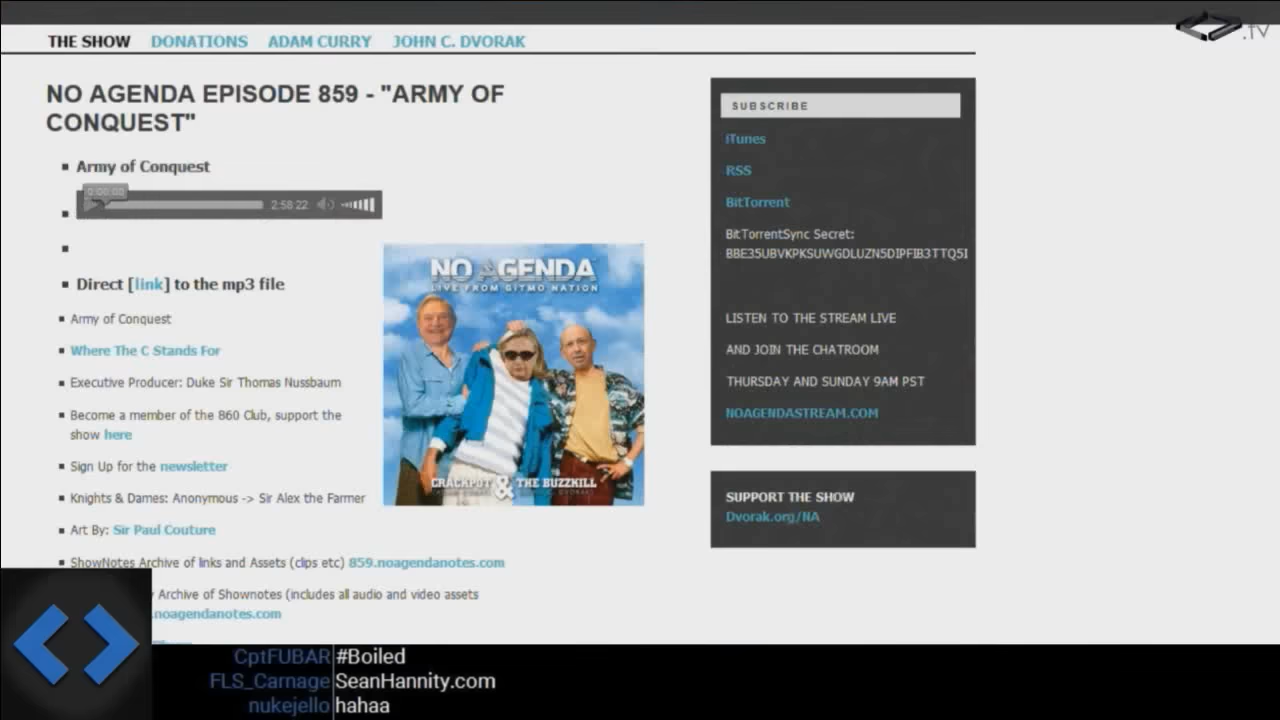 .TV
THE SHOW DONATIONS ADAM CURRY JOHN C. DVORAK
NO AGENDA EPISODE 859 - "ARMY OF
CONQUEST"
Army of Conquest
0:00:00
2:58:22
Direct [link] to the mp3 file
Army of Conquest
Where The C Stands For
Executive Producer: Duke Sir Thomas Nussbaum
Become a member of the 860 Club, support the
show here
Sign Up for the newsletter
Knights & Dames: Anonymous -> Sir Alex the Farmer
Art By: Sir Paul Couture
ShowNotes Archive of links and Assets (clips etc) 859.noagendanotes.com
Archive of Shownotes (includes all audio and video assets
.noagendanotes.com
NO AGENDA
LIVE FROM GITMO NATION
CRACKPOT & THE BUZZKILL
SUBSCRIBE
iTunes
RSS
BitTorrent
BitTorrentSync Secret:
BBE35UBVKPKSUWGDLUZN5DIPFIB3TTQ5I
LISTEN TO THE STREAM LIVE
AND JOIN THE CHATROOM
THURSDAY AND SUNDAY 9AM PST
NOAGENDASTREAM.COM
SUPPORT THE SHOW
Dvorak.org/NA
CptFUBAR #Boiled
FLS_Carnage SeanHannity.com
nukejello hahaa